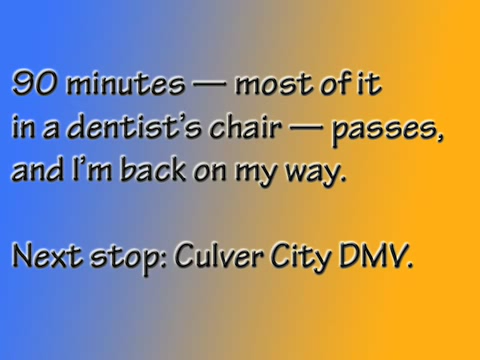 90 minutes — most of it
in a dentist's chair — passes,
and I'm back on my way.
Next stop: Culver City DMV.